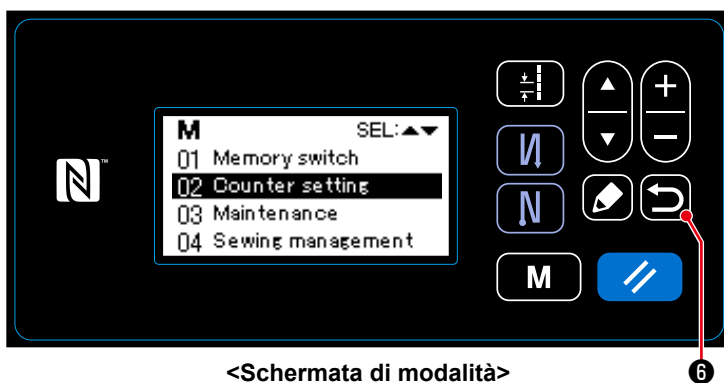 M SEL:▲▼
01 Memory switch
02 Counter setting
03 Maintenance
04 Sewing management
M
<Schermata di modalità>
❻